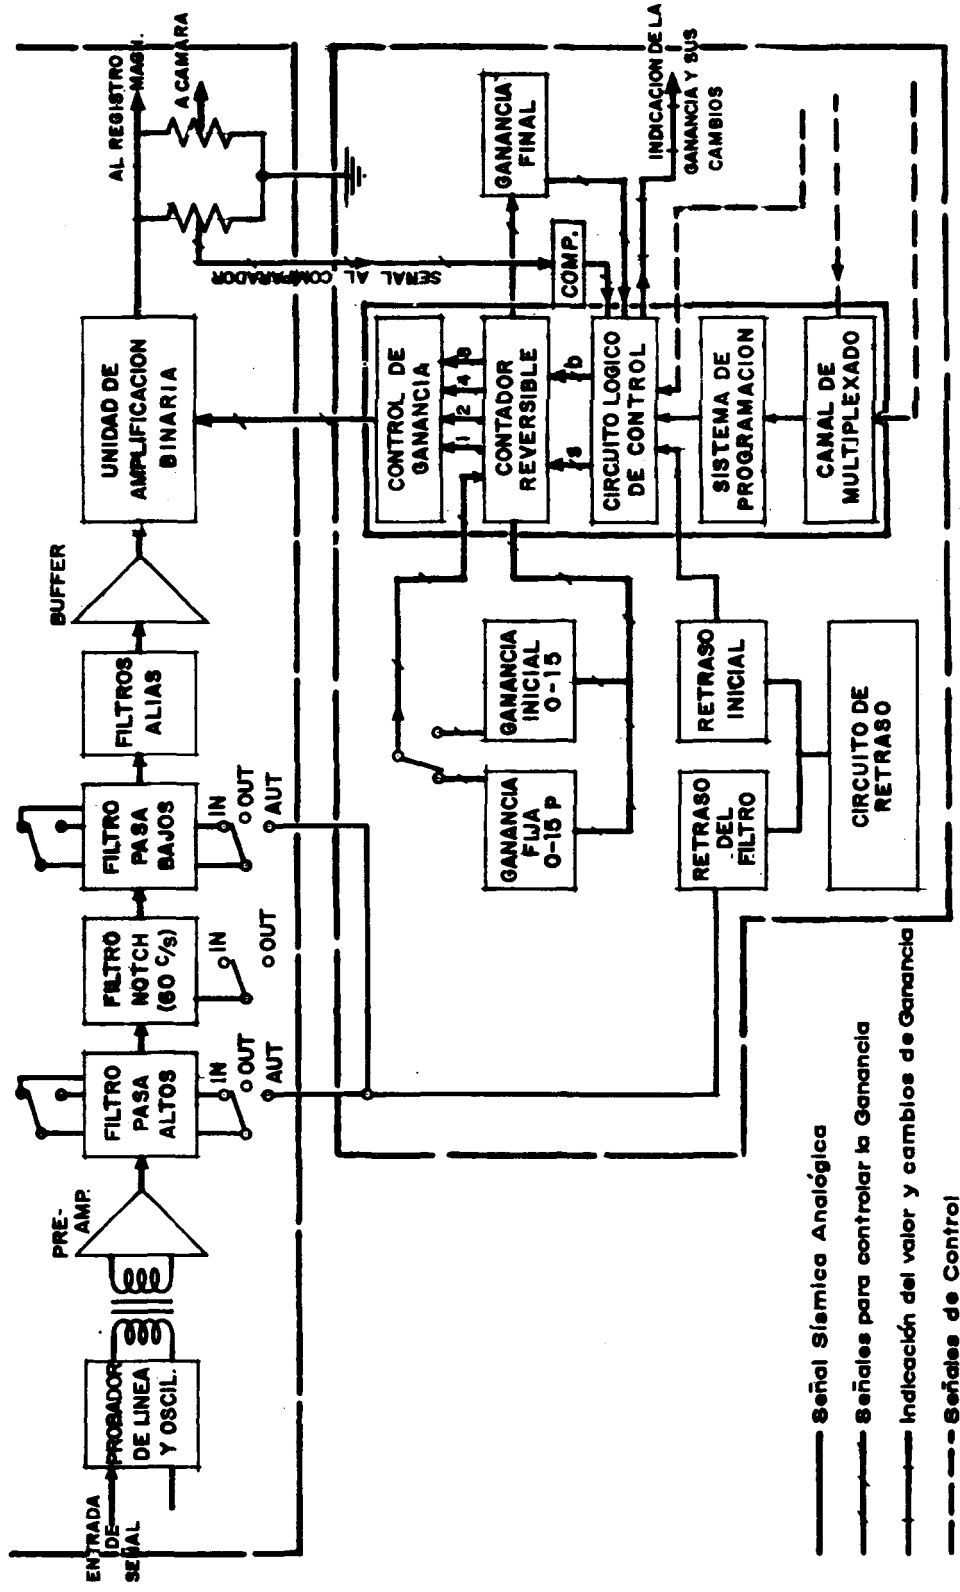 ENTRADA
DE
SEÑAL
PROBADOR
DE LINEA
Y OSCIL.
PRE-
AMP.
FILTRO
PASA
ALTOS
IN
OUT
AUT
FILTRO
NOTCH
(60 C/S)
IN
OUT
FILTRO
PASA
BAJOS
IN
OUT
AUT
FILTROS
ALIAS
BUFFER
UNIDAD DE
AMPLIFICACION
BINARIA
AL REGISTRO
MAGN.
A CAMARA
SEÑAL AL COMPARADOR
CONTROL DE
GANANCIA
1 2 4 8
CONTADOR
REVERSIBLE
GANANCIA
FINAL
COMP.
s b
CIRCUITO LOGICO
DE CONTROL
INDICACION DE LA
GANANCIA Y SUS
CAMBIOS
SISTEMA DE
PROGRAMACION
CANAL DE
MULTIPLEXADO
GANANCIA
FIJA
0-15 P
GANANCIA
INICIAL
0-15
RETRASO
DEL
FILTRO
RETRASO
INICIAL
CIRCUITO DE
RETRASO
Señal Sísmica Analógica
Señales para controlar la Ganancia
Indicación del valor y cambios de Ganancia
Señales de Control